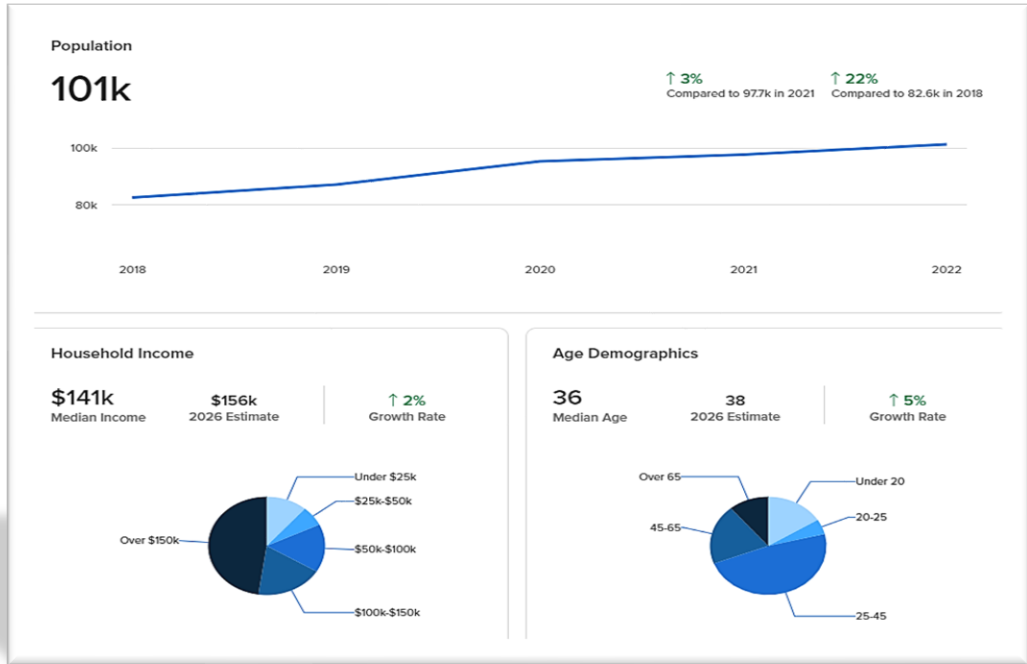 Population
101k
↑ 3%
Compared to 97.7k in 2021
↑ 22%
Compared to 82.6k in 2018
100k
80k
2018 2019 2020 2021 2022
Household Income
$141k
Median Income
$156k
2026 Estimate
↑ 2%
Growth Rate
Under $25k
$25k-$50k
Over $150k
$50k-$100k
$100k-$150k
Age Demographics
36
Median Age
38
2026 Estimate
↑ 5%
Growth Rate
Over 65
Under 20
20-25
45-65
25-45